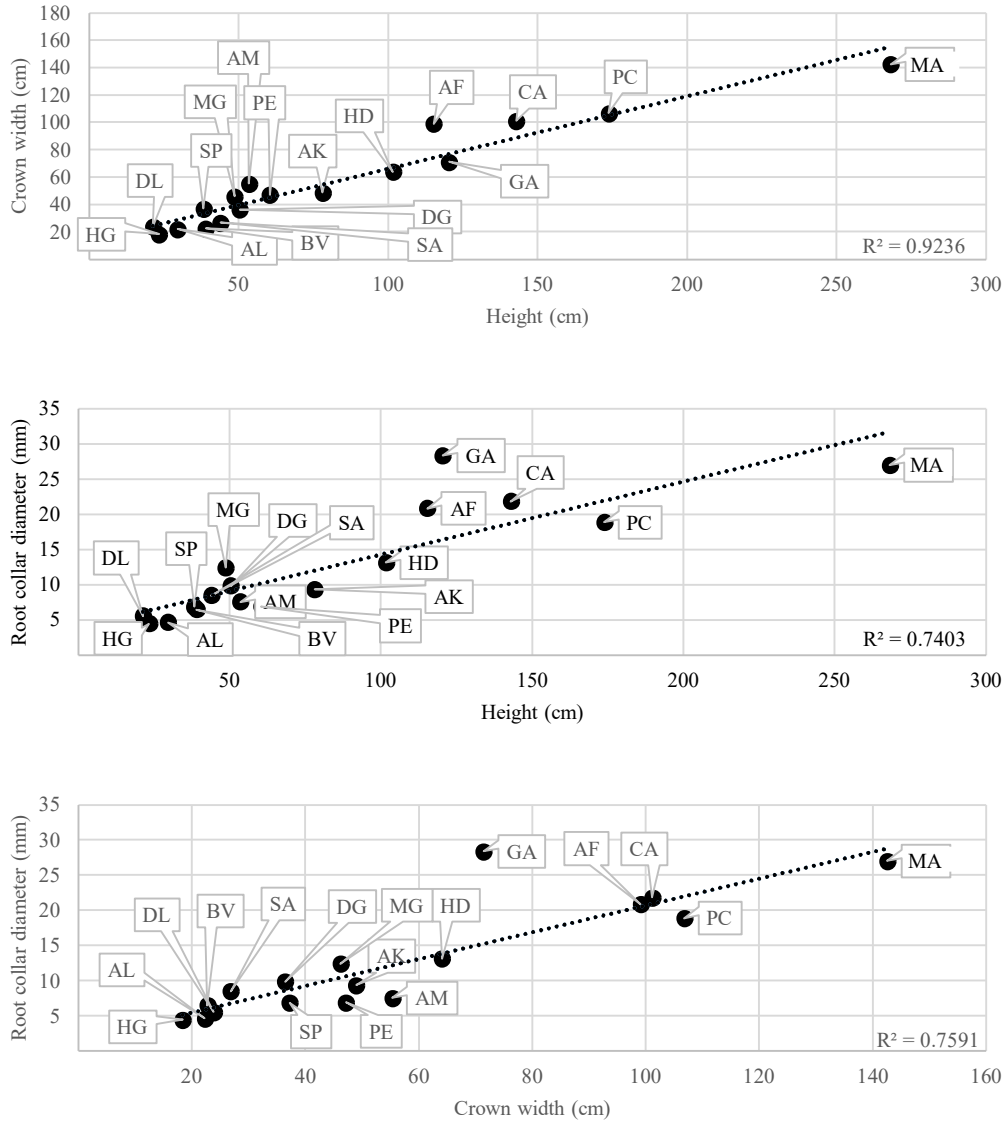 180
160
140
120
100
80
60
40
20
Crown width (cm)
AM
MG
PE
SP
DL
HG
AL
BV
SA
DG
AK
HD
AF
CA
PC
GA
MA
R² = 0.9236
50
100
150
200
250
300
Height (cm)
35
30
25
20
15
10
5
Root collar diameter (mm)
GA
CA
MA
AF
PC
MG
DG
SA
SP
DL
HD
AM
AK
PE
HG
AL
BV
R² = 0.7403
50
100
150
200
250
300
Height (cm)
35
30
25
20
15
10
5
Root collar diameter (mm)
GA
AF
CA
MA
PC
DL
BV
SA
DG
MG
HD
AK
AL
AM
HG
SP
PE
R² = 0.7591
20
40
60
80
100
120
140
160
Crown width (cm)